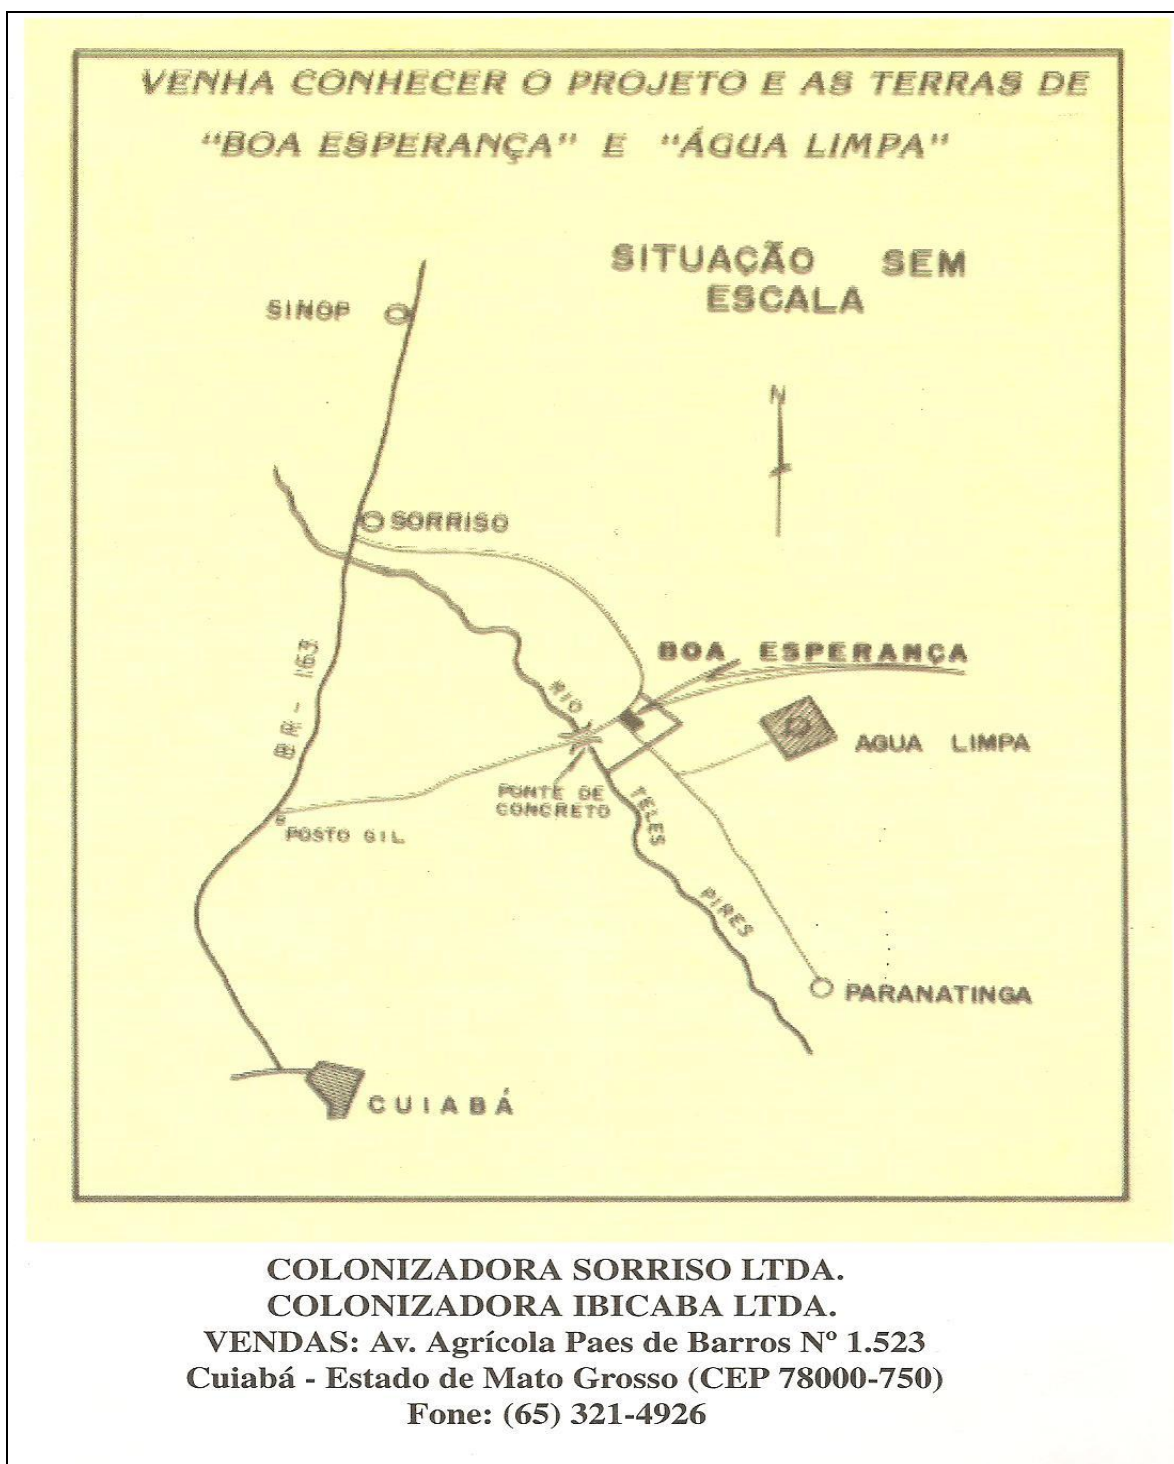 VENHA CONHECER O PROJETO E AS TERRAS DE
"BOA ESPERANÇA" E "ÁGUA LIMPA"
SITUAÇÃO SEM
ESCALA
SINOP
N
SORRISO
BOA ESPERANÇA
BR-163
RIO
AGUA LIMPA
PONTE DE
CONCRETO
TELES
POSTO GIL
PIRES
PARANATINGA
CUIABÁ
COLONIZADORA SORRISO LTDA.
COLONIZADORA IBICABA LTDA.
VENDAS: Av. Agrícola Paes de Barros Nº 1.523
Cuiabá - Estado de Mato Grosso (CEP 78000-750)
Fone: (65) 321-4926